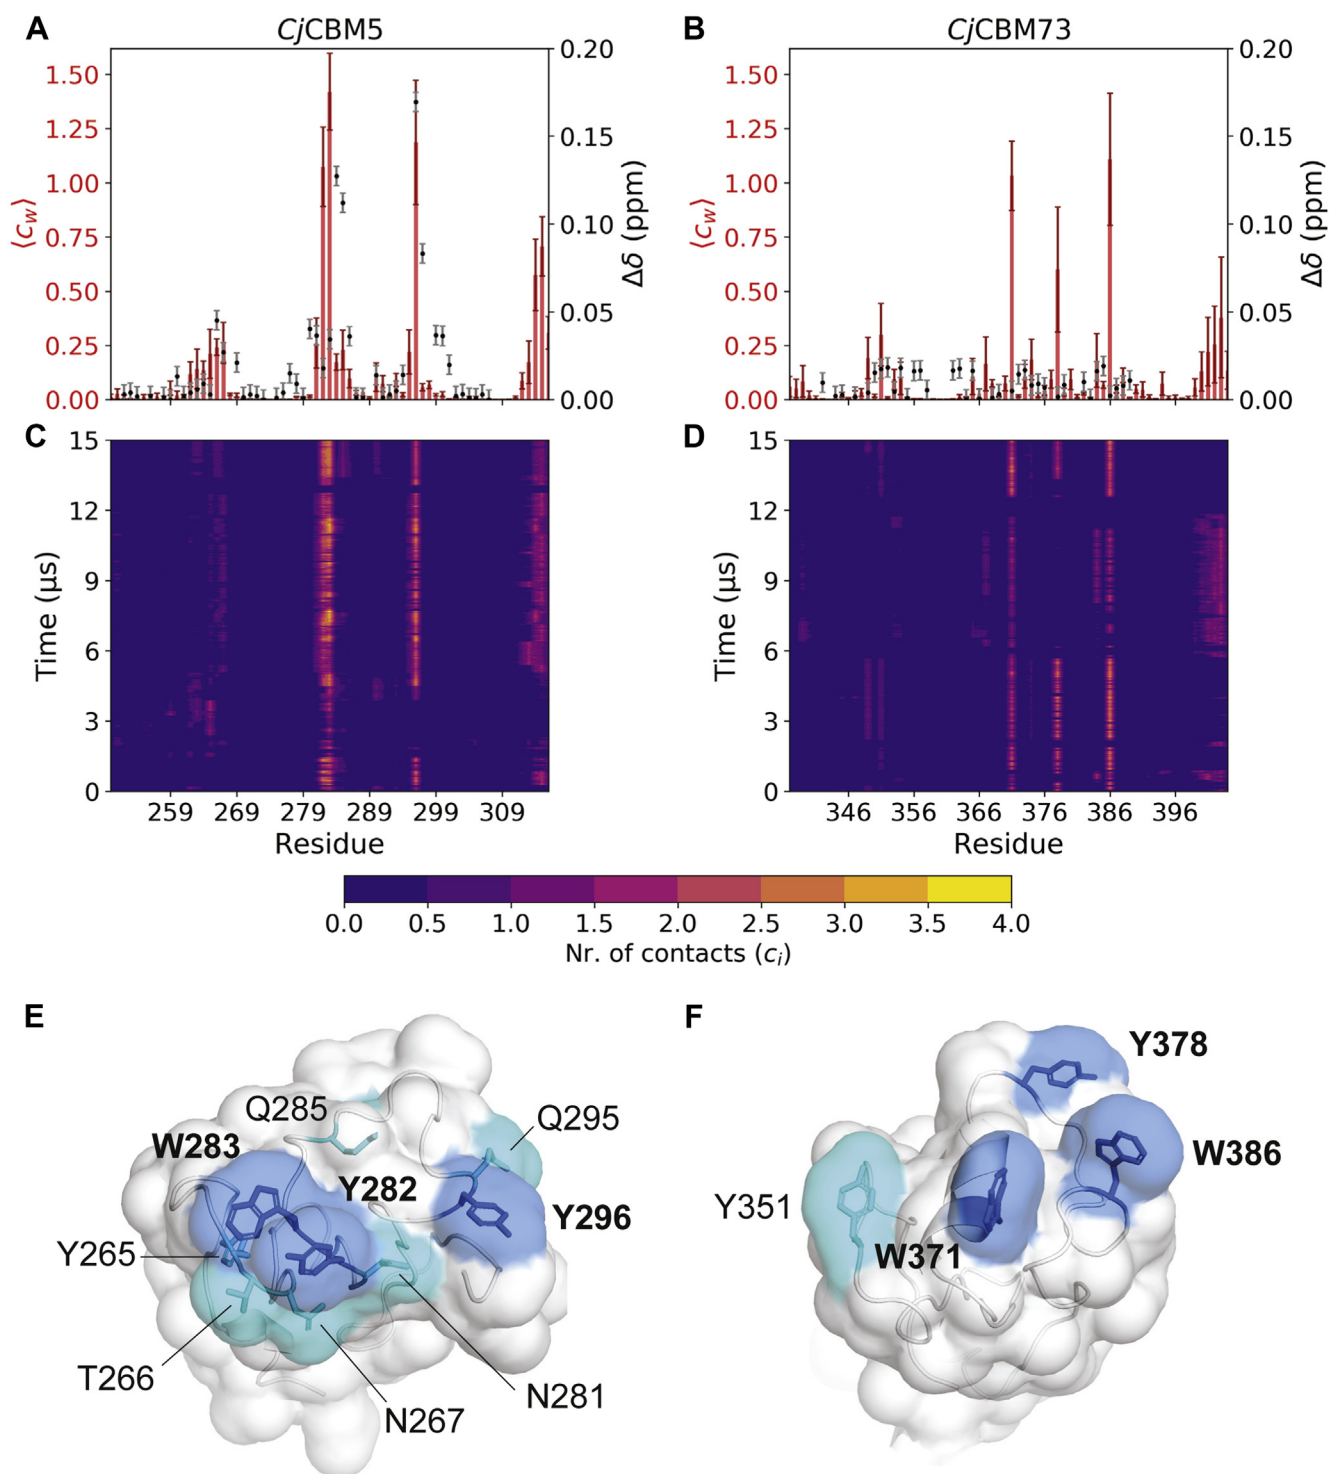 A
CjCBM5
B
CjCBM73
1.50
1.25
1.00
0.75
0.50
0.25
0.00
⟨c_w⟩
0.20
0.15
0.10
0.05
0.00
Δδ (ppm)
1.50
1.25
1.00
0.75
0.50
0.25
0.00
⟨c_w⟩
0.20
0.15
0.10
0.05
0.00
Δδ (ppm)
C
15
12
9
6
3
0
Time (µs)
259 269 279 289 299 309
Residue
D
15
12
9
6
3
0
Time (µs)
346 356 366 376 386 396
Residue
0.0 0.5 1.0 1.5 2.0 2.5 3.0 3.5 4.0
Nr. of contacts (c_i)
E
Q285
Q295
W283
Y282
Y296
Y265
T266
N267
N281
F
Y378
W386
Y351
W371